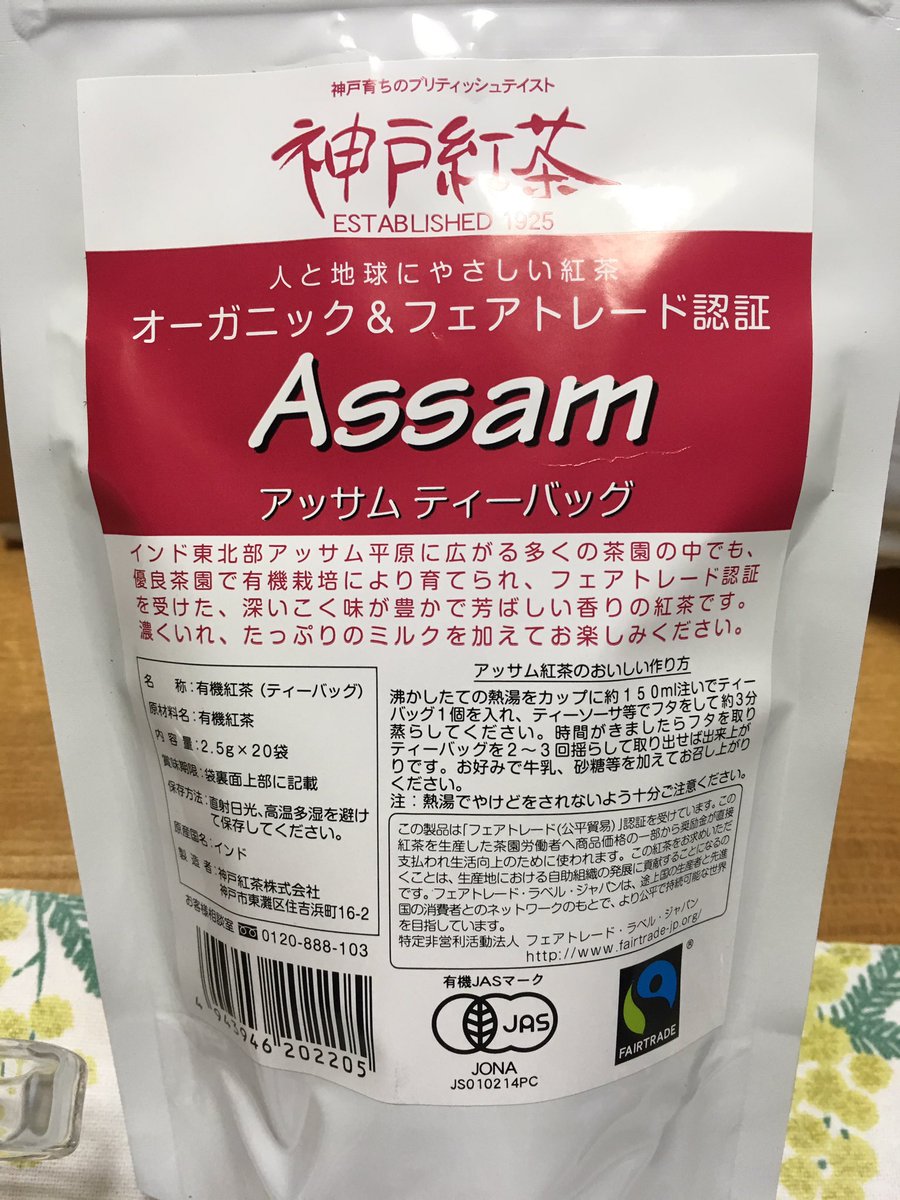 神戸育ちのブリティッシュテイスト
神戸紅茶
ESTABLISHED 1925
人と地球にやさしい紅茶
オーガニック&フェアトレード認証
Assam
アッサム ティーバッグ
インド東北部アッサム平原に広がる多くの茶園の中でも、
優良茶園で有機栽培により育てられ、フェアトレード認証
を受けた、深いこく味が豊かで芳ばしい香りの紅茶です。
濃くいれ、たっぷりのミルクを加えてお楽しみください。
名 称:有機紅茶(ティーバッグ)
原材料名:有機紅茶
内容量:2.5g×20袋
賞味期限:袋裏面上部に記載
保存方法:直射日光、高温多湿を避け
て保存してください。
原産国名:インド
製造者:神戸紅茶株式会社
神戸市東灘区住吉浜町16-2
お客様相談室 0120-888-103
4 943946 202205
アッサム紅茶のおいしい作り方
沸かしたての熱湯をカップに約150ml注いでティー
バッグ1個を入れ、ティーソーサ等でフタをして約3分
蒸らしてください。時間がきましたらフタを取り
ティーバッグを2~3回揺らして取り出せば出来上が
りです。お好みで牛乳、砂糖等を加えてお召し上がり
ください。
注:熱湯でやけどをされないよう十分ご注意ください。
この製品は「フェアトレード(公平貿易)」認証を受けています。この
紅茶を生産した茶園労働者へ商品価格の一部から奨励金が直接
支払われ生活向上のために使われます。この紅茶をお求めいただ
くことは、生産地における自助組織の発展に貢献することになるの
です。フェアトレード・ラベル・ジャパンは、途上国の生産者と先進
国の消費者とのネットワークのもとで、より公平で持続可能な世界
を目指しています。
特定非営利活動法人 フェアトレード・ラベル・ジャパン
http://www.fairtrade-jp.org/
有機JASマーク
JAS
JONA
JS010214PC
FAIRTRADE
®